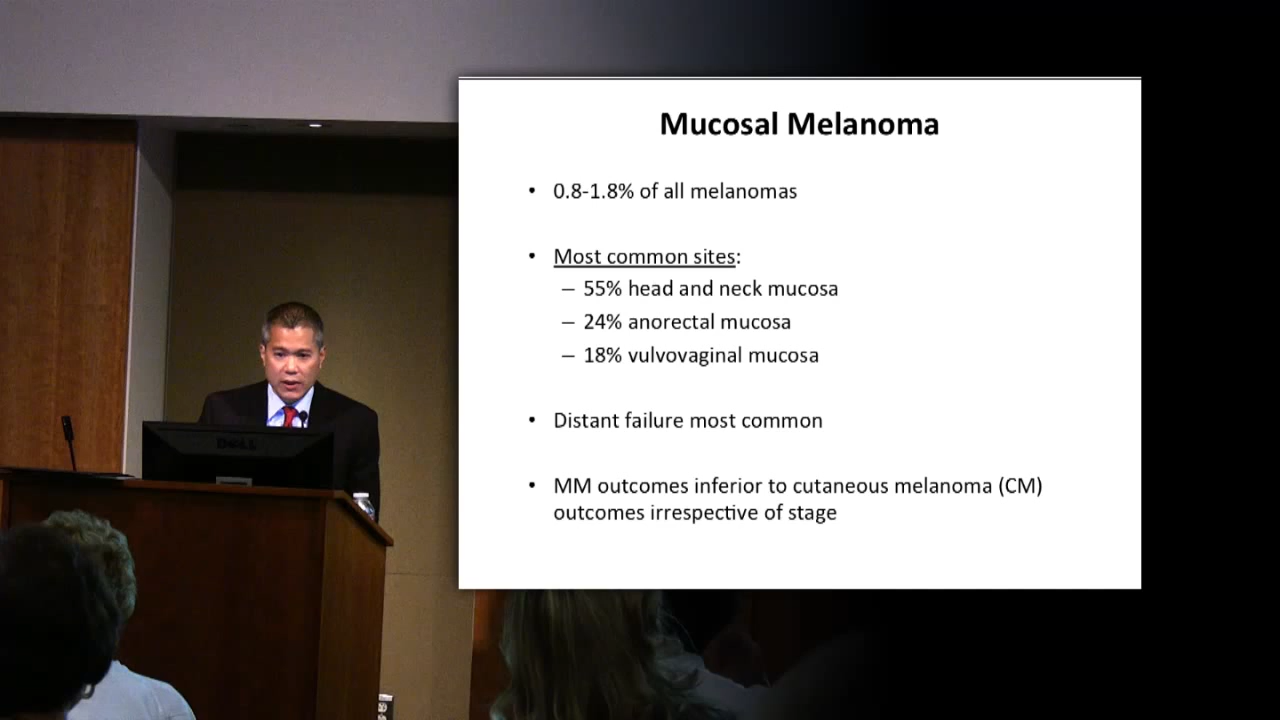 Mucosal Melanoma
• 0.8-1.8% of all melanomas
• Most common sites:
– 55% head and neck mucosa
– 24% anorectal mucosa
– 18% vulvovaginal mucosa
• Distant failure most common
• MM outcomes inferior to cutaneous melanoma (CM)
outcomes irrespective of stage
DELL